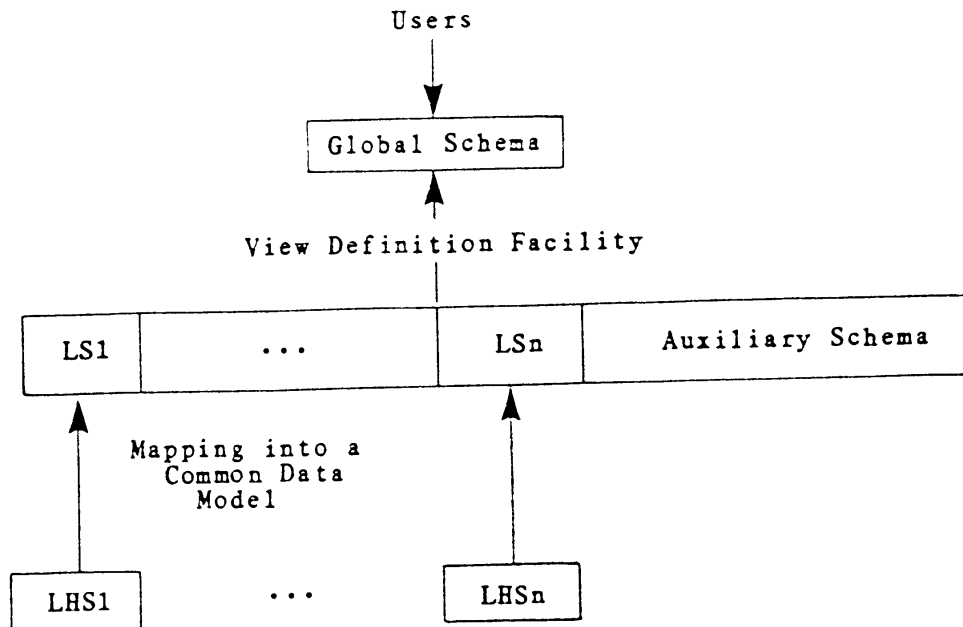 Users
Global Schema
View Definition Facility
LS1 ... LSn Auxiliary Schema
Mapping into a
Common Data
Model
LHS1 ... LHSn